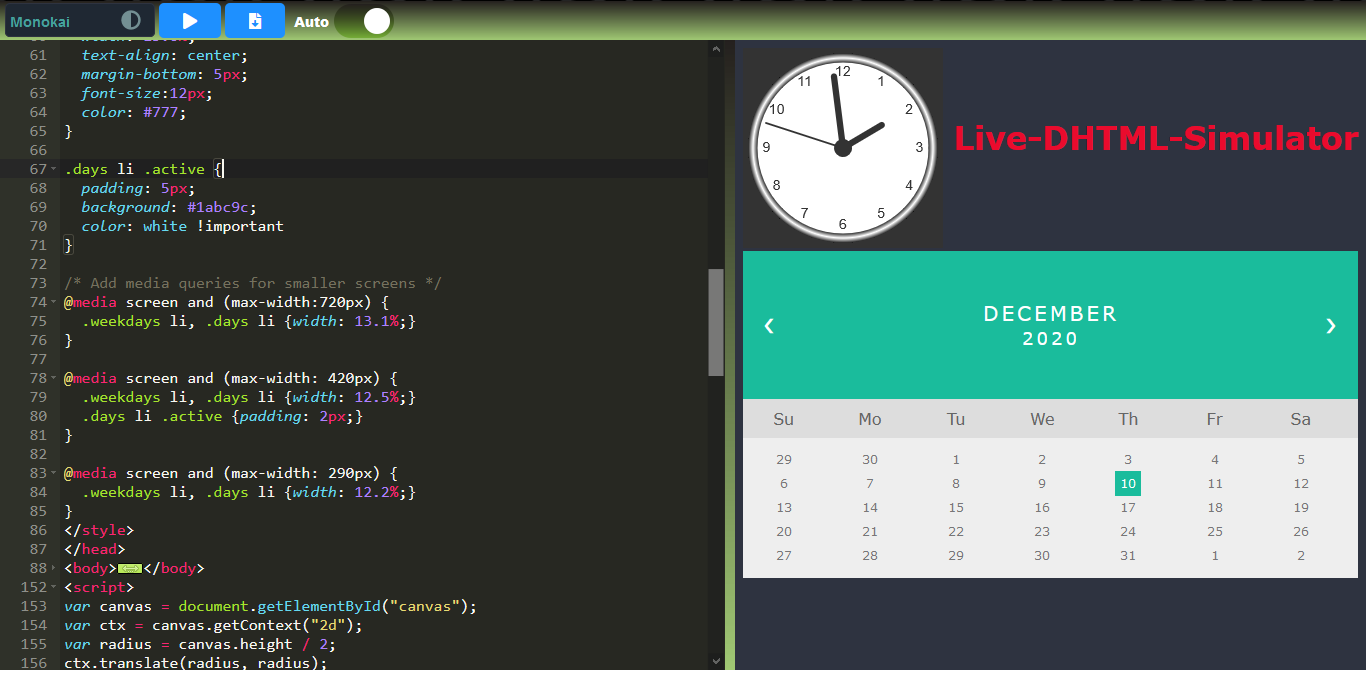 Monokai Auto
61 text-align: center;
62 margin-bottom: 5px;
63 font-size:12px;
64 color: #777;
65 }
66
67 .days li .active {
68 padding: 5px;
69 background: #1abc9c;
70 color: white !important
71 }
72
73 /* Add media queries for smaller screens */
74 @media screen and (max-width:720px) {
75 .weekdays li, .days li {width: 13.1%;}
76 }
77
78 @media screen and (max-width: 420px) {
79 .weekdays li, .days li {width: 12.5%;}
80 .days li .active {padding: 2px;}
81 }
82
83 @media screen and (max-width: 290px) {
84 .weekdays li, .days li {width: 12.2%;}
85 }
86 </style>
87 </head>
88 <body></body>
152 <script>
153 var canvas = document.getElementById("canvas");
154 var ctx = canvas.getContext("2d");
155 var radius = canvas.height / 2;
156 ctx.translate(radius, radius);
12
11 1
10 2
9 3
8 4
7 5
6
Live-DHTML-Simulator
❮ DECEMBER ❯
2020
Su Mo Tu We Th Fr Sa
29 30 1 2 3 4 5
6 7 8 9 10 11 12
13 14 15 16 17 18 19
20 21 22 23 24 25 26
27 28 29 30 31 1 2